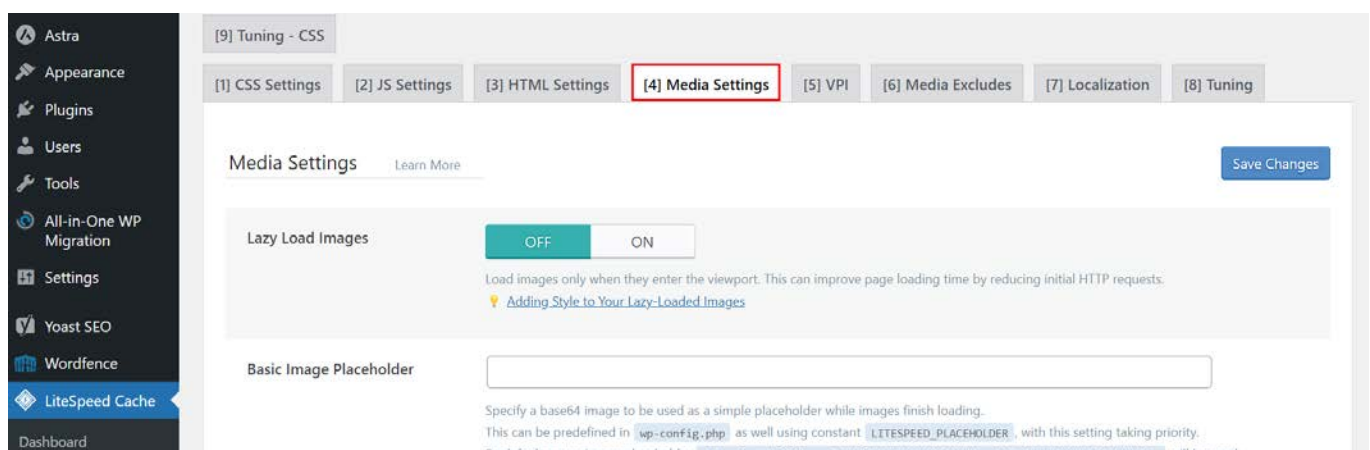 Astra
Appearance
Plugins
Users
Tools
All-in-One WP
Migration
Settings
Yoast SEO
Wordfence
LiteSpeed Cache
Dashboard
[9] Tuning - CSS
[1] CSS Settings [2] JS Settings [3] HTML Settings [4] Media Settings [5] VPI [6] Media Excludes [7] Localization [8] Tuning
Media Settings Learn More Save Changes
Lazy Load Images OFF ON
Load images only when they enter the viewport. This can improve page loading time by reducing initial HTTP requests.
Adding Style to Your Lazy-Loaded Images
Basic Image Placeholder
Specify a base64 image to be used as a simple placeholder while images finish loading.
This can be predefined in wp-config.php as well using constant LITESPEED_PLACEHOLDER , with this setting taking priority.